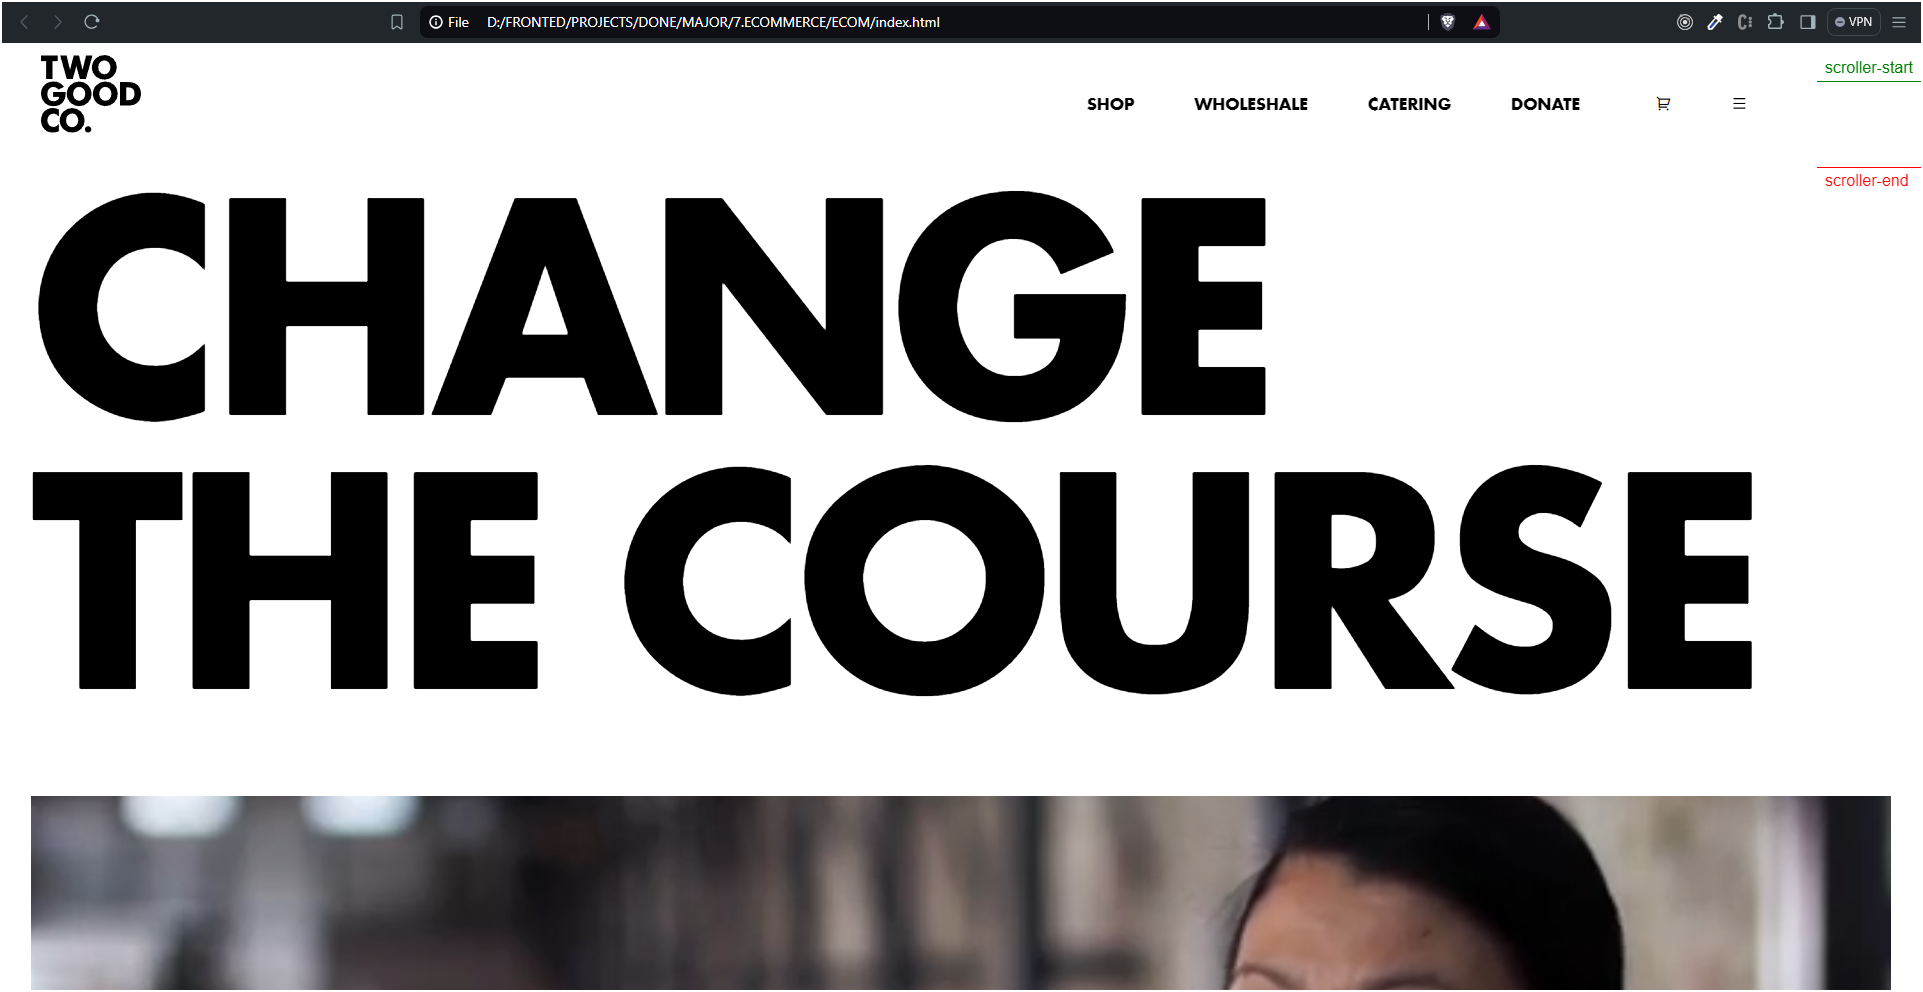 File D:/FRONTED/PROJECTS/DONE/MAJOR/7.ECOMMERCE/ECOM/index.html
VPN
TWO
GOOD
CO.
SHOP WHOLESHALE CATERING DONATE
scroller-start
scroller-end
CHANGE
THE COURSE